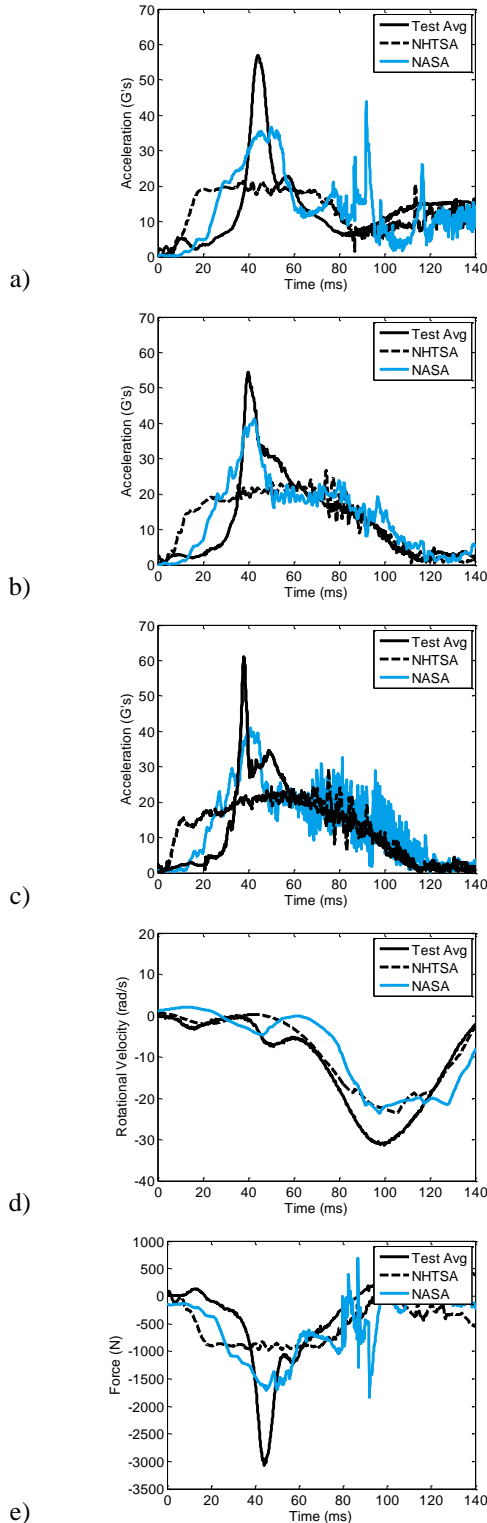 70
60
50
40
30
20
10
0
Acceleration (G's)
0 20 40 60 80 100 120 140
Time (ms)
Test Avg
NHTSA
NASA
a)
70
60
50
40
30
20
10
0
Acceleration (G's)
0 20 40 60 80 100 120 140
Time (ms)
Test Avg
NHTSA
NASA
b)
70
60
50
40
30
20
10
0
Acceleration (G's)
0 20 40 60 80 100 120 140
Time (ms)
Test Avg
NHTSA
NASA
c)
20
10
0
-10
-20
-30
-40
Rotational Velocity (rad/s)
0 20 40 60 80 100 120 140
Time (ms)
Test Avg
NHTSA
NASA
d)
1000
500
0
-500
-1000
-1500
-2000
-2500
-3000
-3500
Force (N)
0 20 40 60 80 100 120 140
Time (ms)
Test Avg
NHTSA
NASA
e)